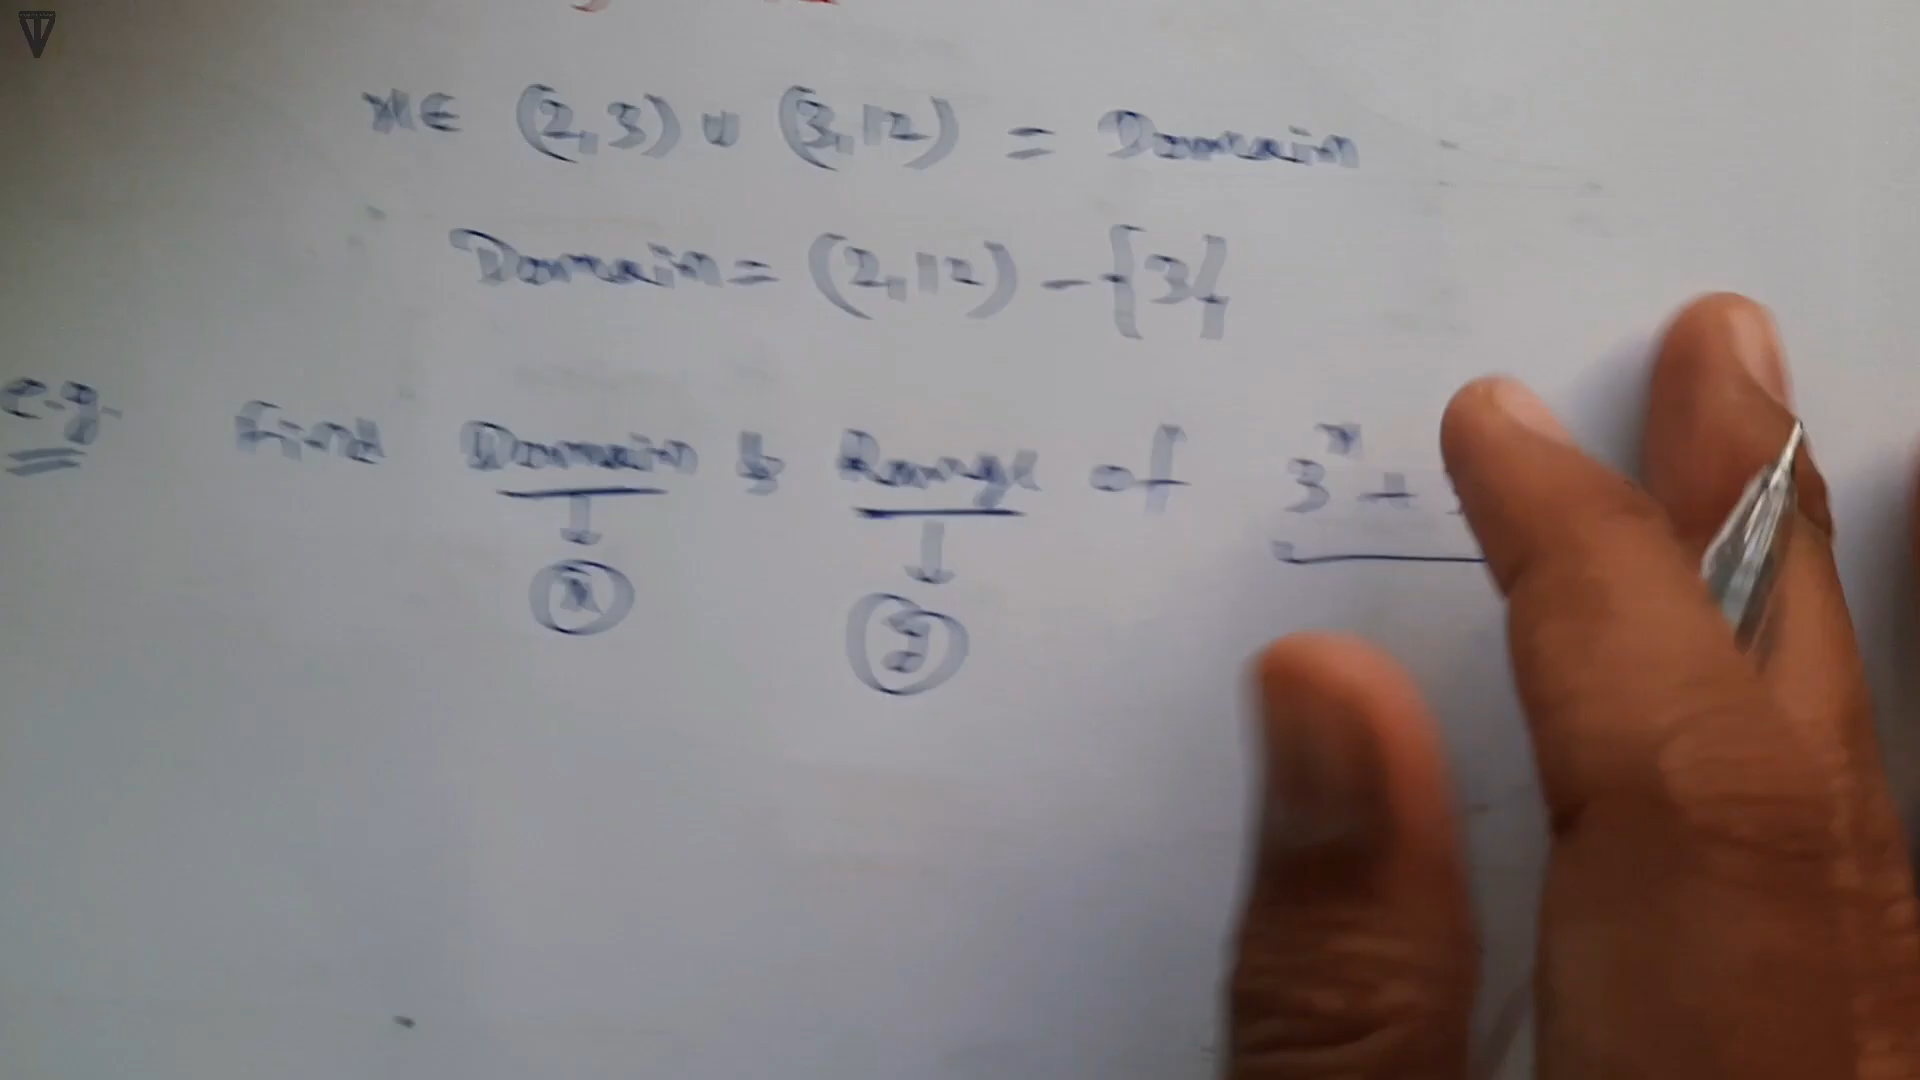 x ∈ (2,3) ∪ (3,12) = Domain
Domain = (2,12) - {3}
e.g. Find Domain & Range of 3^x +
x
y